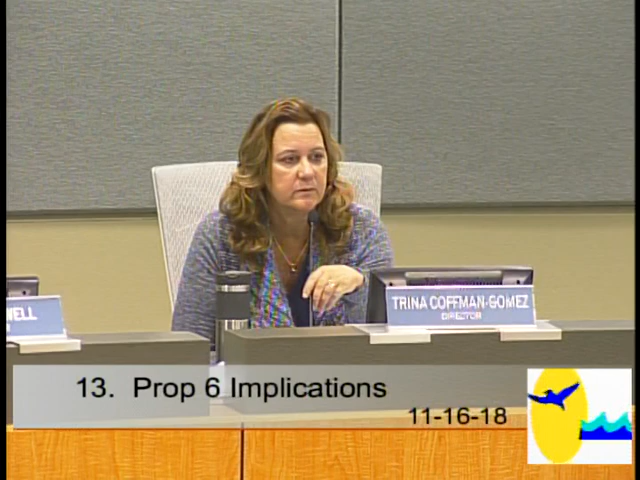 WELL
TRINA COFFMAN-GOMEZ
DIRECTOR
13. Prop 6 Implications
11-16-18